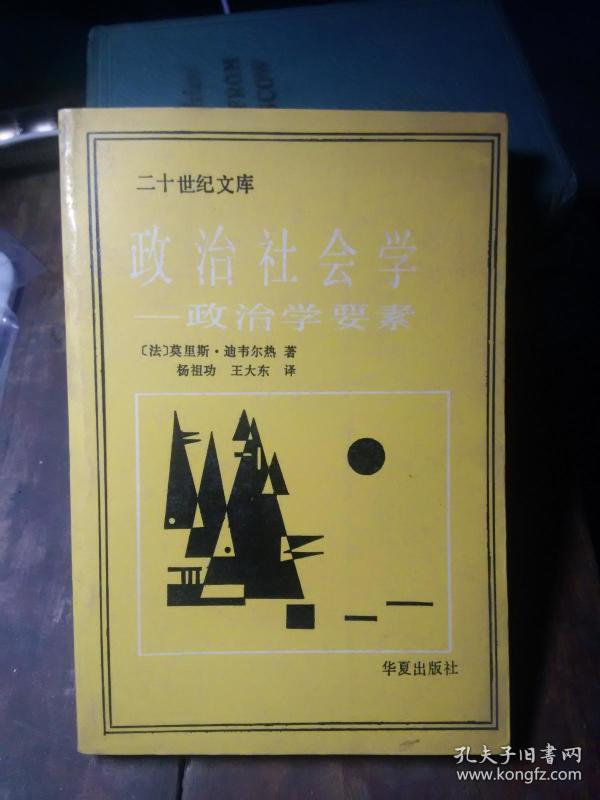 FROM
二十世纪文库
政治社会学
—政治学要素
〔法〕莫里斯·迪韦尔热 著
杨祖功 王大东 译
华夏出版社
孔夫子旧书网
www.kongfz.com